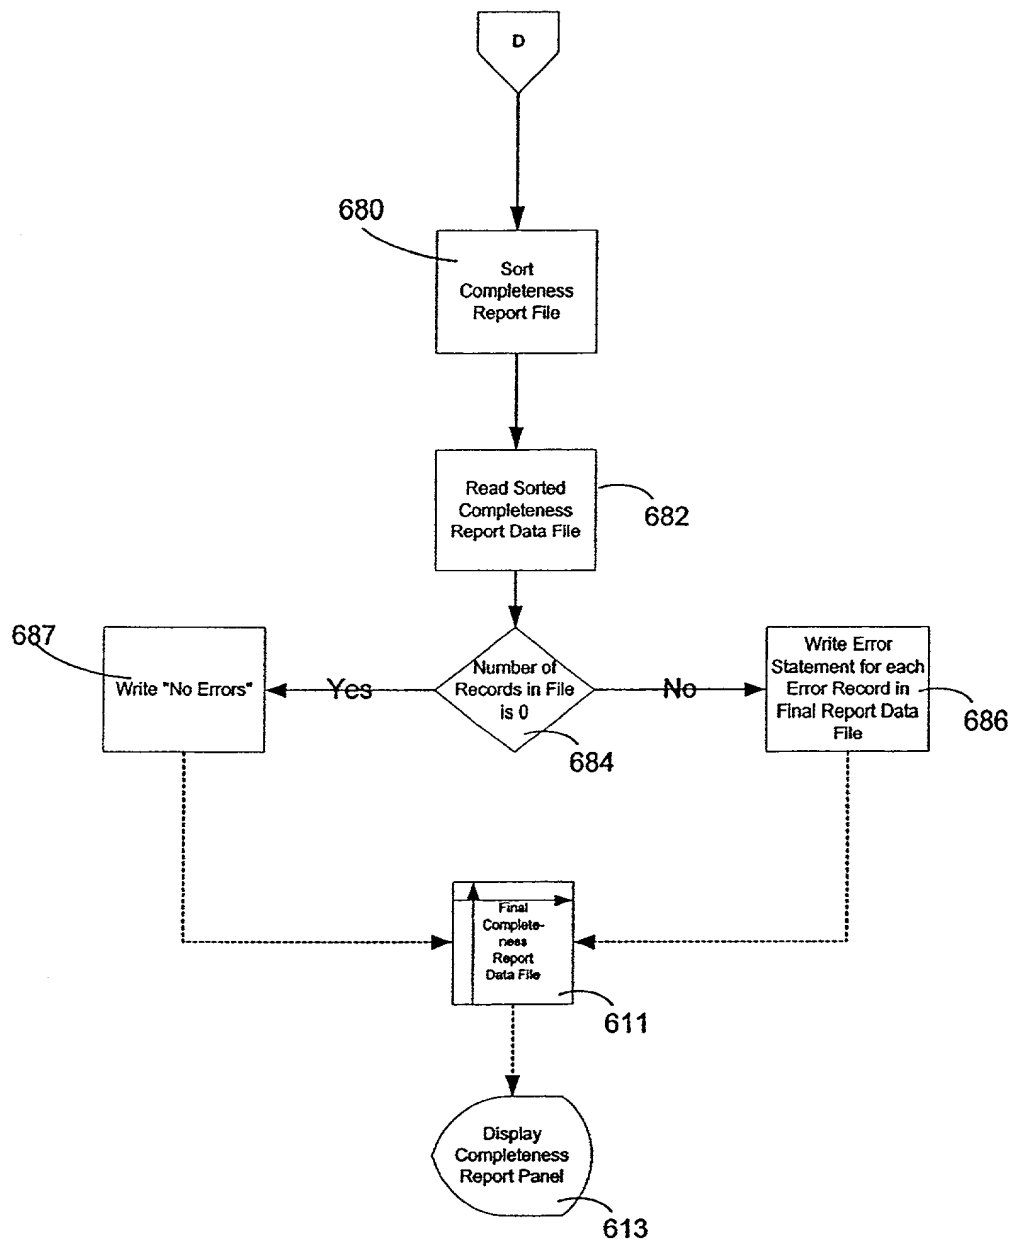 D
680
Sort
Completeness
Report File
Read Sorted
Completeness
Report Data File
682
687
Write "No Errors"
Yes
Number of
Records in File
is 0
684
No
Write Error
Statement for each
Error Record in
Final Report Data
File
686
Final
Complete-
ness
Report
Data File
611
Display
Completeness
Report Panel
613